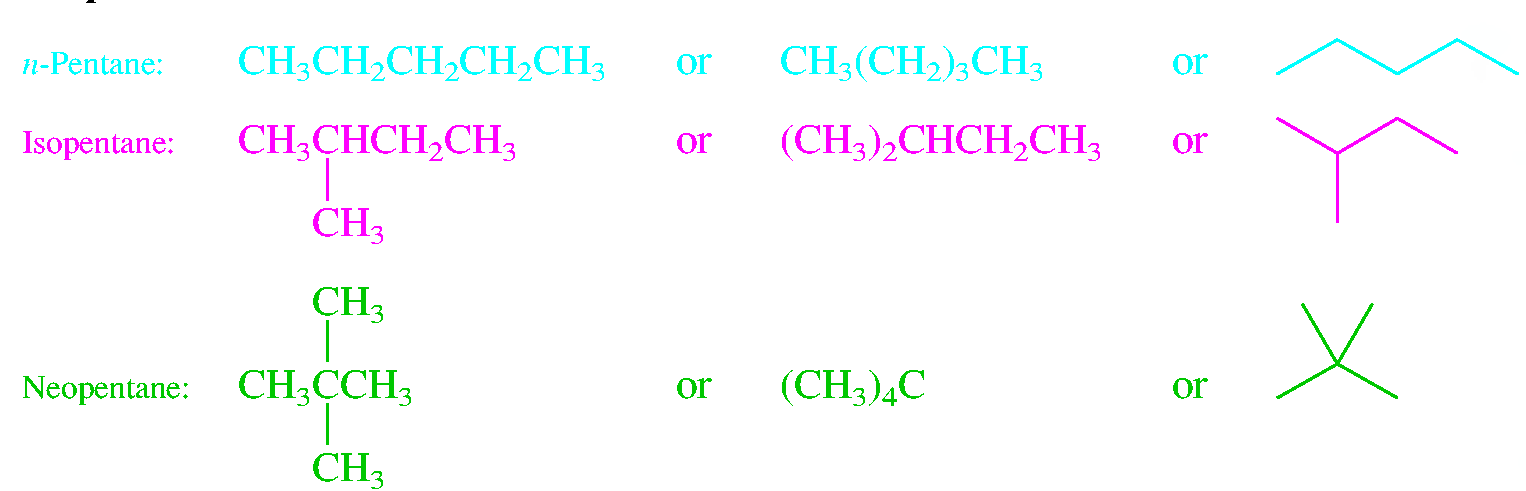 n-Pentane: CH₃CH₂CH₂CH₂CH₃ or CH₃(CH₂)₃CH₃ or
Isopentane: CH₃CHCH₂CH₃ or (CH₃)₂CHCH₂CH₃ or
CH₃
CH₃
Neopentane: CH₃CCH₃ or (CH₃)₄C or
CH₃